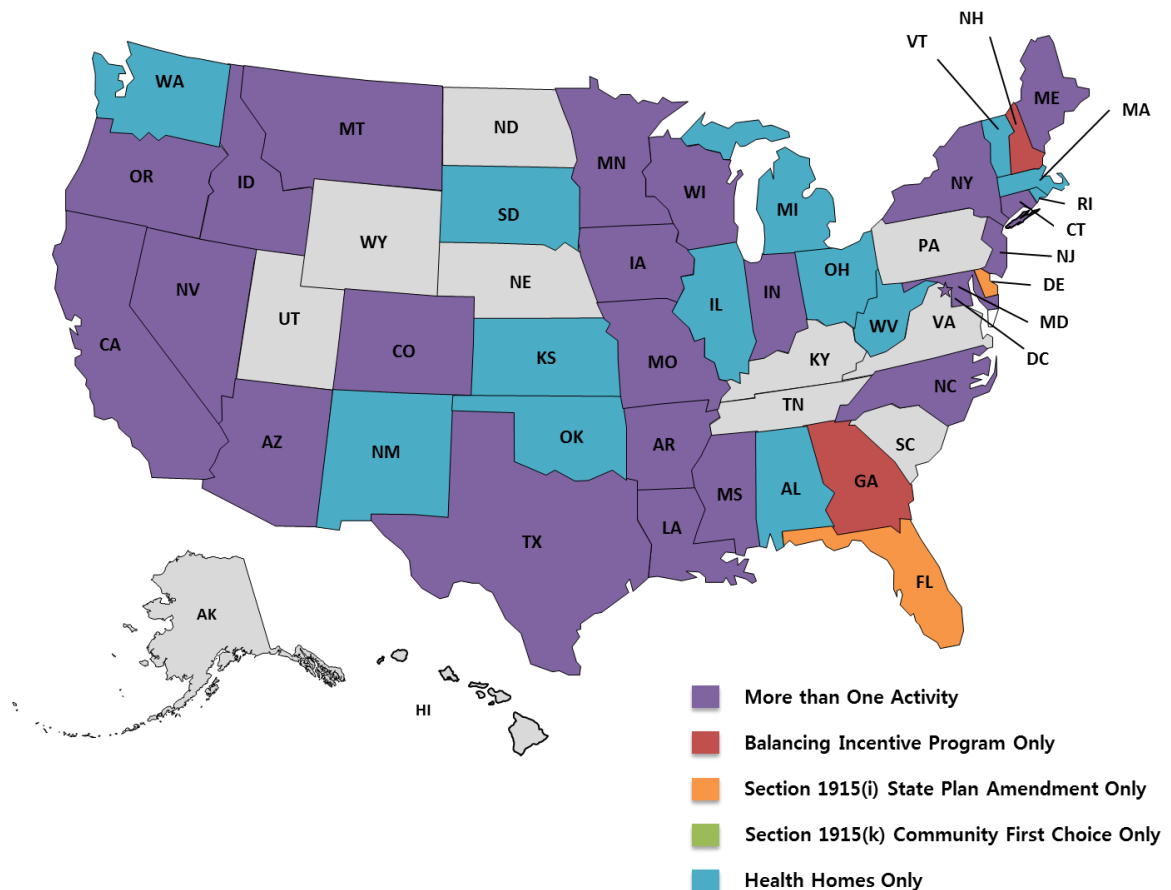 NH
VT
WA
ME
MA
MT
ND
OR
ID
MN
WI
NY
SD
MI
RI
WY
CT
PA
IA
NJ
NE
OH
NV
IN
DE
IL
UT
WV
VA
MD
CA
CO
KS
MO
KY
DC
NC
TN
AZ
NM
OK
AR
SC
MS
AL
GA
LA
TX
FL
AK
HI
More than One Activity
Balancing Incentive Program Only
Section 1915(i) State Plan Amendment Only
Section 1915(k) Community First Choice Only
Health Homes Only